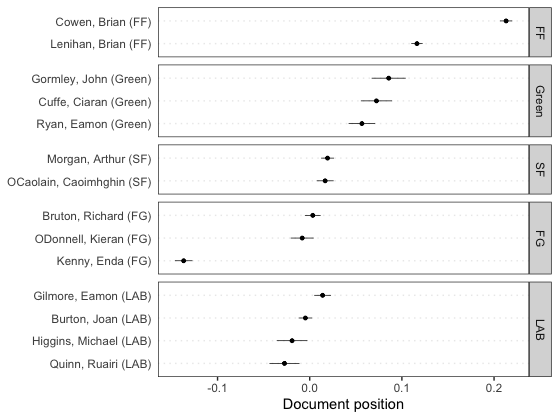 Cowen, Brian (FF)
Lenihan, Brian (FF)
FF
Gormley, John (Green)
Cuffe, Ciaran (Green)
Ryan, Eamon (Green)
Green
Morgan, Arthur (SF)
OCaolain, Caoimhghin (SF)
SF
Bruton, Richard (FG)
ODonnell, Kieran (FG)
Kenny, Enda (FG)
FG
Gilmore, Eamon (LAB)
Burton, Joan (LAB)
Higgins, Michael (LAB)
Quinn, Ruairi (LAB)
LAB
-0.1 0.0 0.1 0.2
Document position